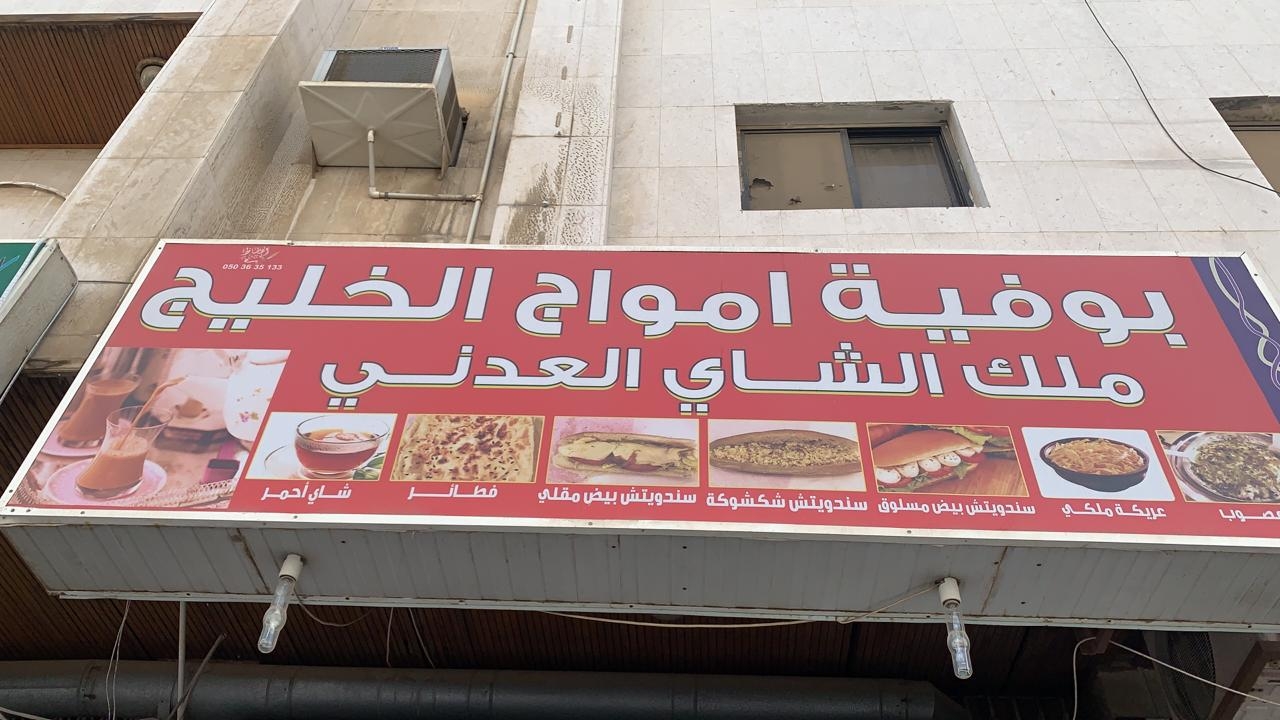 050 36 35 133
بوفية امواج الخليج
ملك الشاي العدني
سندويتش بيض مسلوق
عريكة ملكي
سندويتش شكشوكة
سندويتش بيض مقلي
فطائر
شاي أحمر